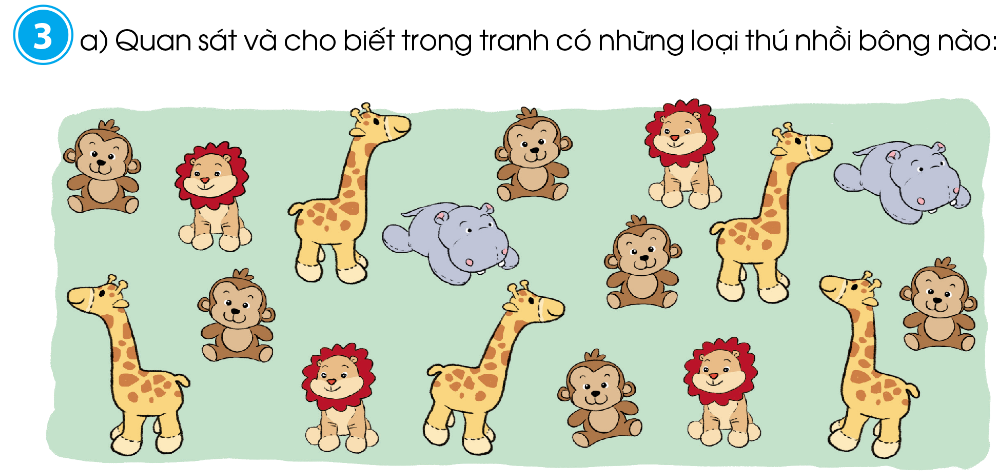 3 a) Quan sát và cho biết trong tranh có những loại thú nhồi bông nào: